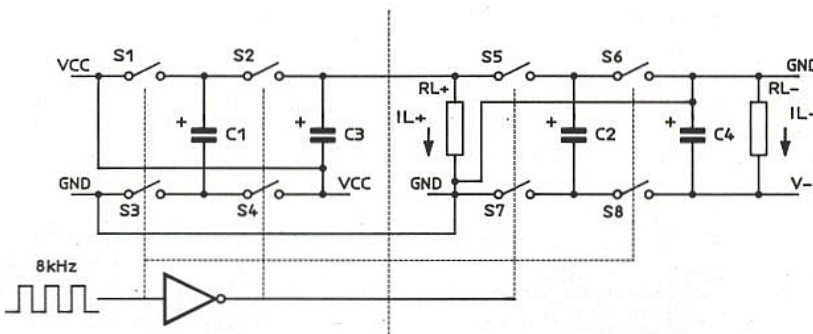 S1
S2
S5
S6
VCC
GND
RL+
RL-
IL+
IL-
+
C1
+
C3
+
C2
+
C4
GND
S3
S4
VCC
GND
S7
S8
V-
8kHz